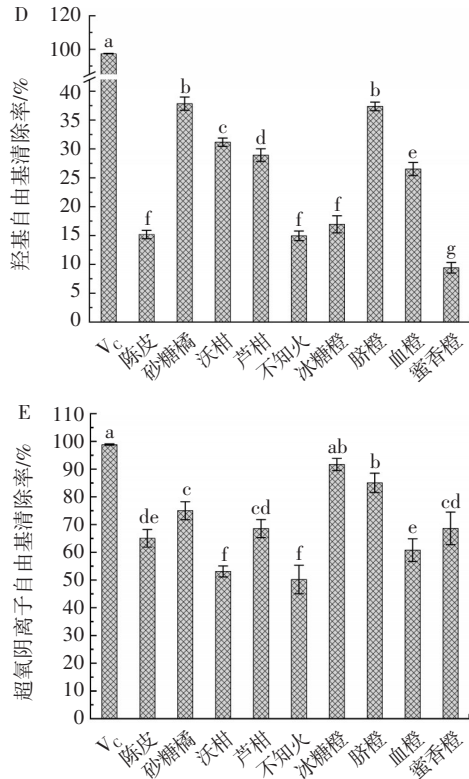 D
120
100
40
35
30
25
20
15
10
5
0
羟基自由基清除率/%
a
f
b
c
d
f
f
b
e
g
V_C
陈皮
砂糖橘
沃柑
芦柑
不知火
冰糖橙
脐橙
血橙
蜜香橙
E
110
100
90
80
70
60
50
40
30
20
10
0
超氧阴离子自由基清除率/%
a
de
c
f
cd
f
ab
b
e
cd
V_C
陈皮
砂糖橘
沃柑
芦柑
不知火
冰糖橙
脐橙
血橙
蜜香橙